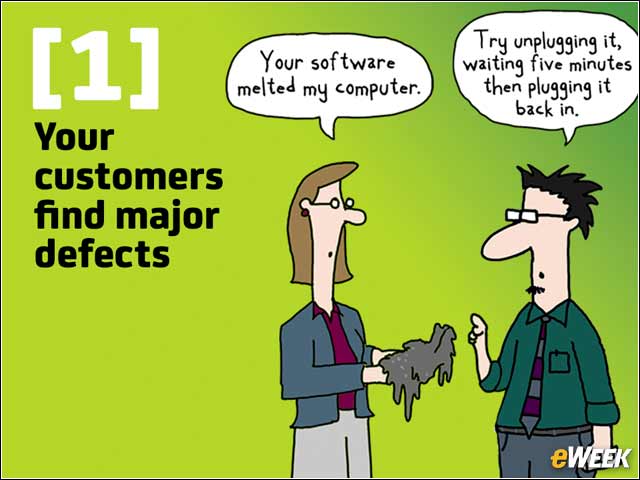 [1]
Your
customers
find major
defects
Your software
melted my computer.
Try unplugging it,
waiting five minutes
then plugging it
back in.
eWEEK